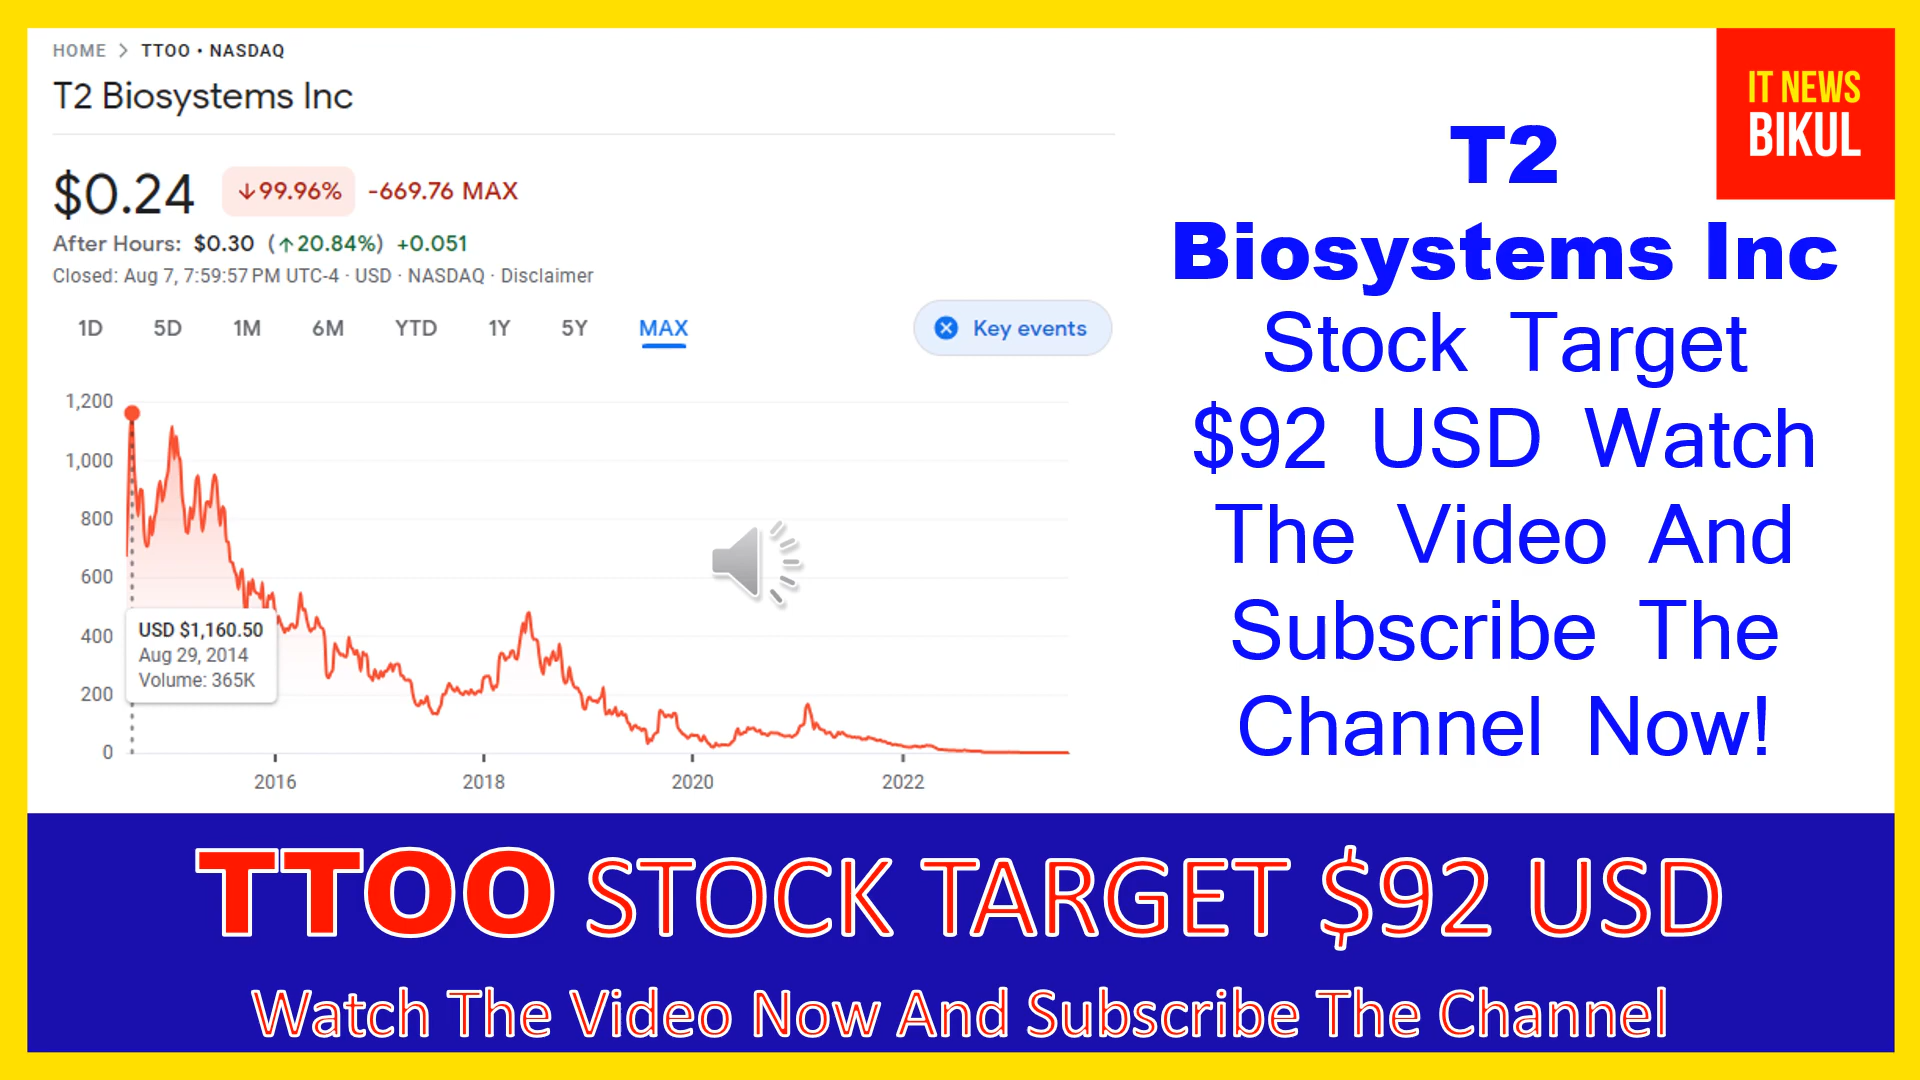 HOME > TTOO • NASDAQ
T2 Biosystems Inc
$0.24 ↓99.96% -669.76 MAX
After Hours: $0.30 (↑20.84%) +0.051
Closed: Aug 7, 7:59:57 PM UTC-4 · USD · NASDAQ · Disclaimer
1D 5D 1M 6M YTD 1Y 5Y MAX
Key events
1,200
1,000
800
600
400
200
0
USD $1,160.50
Aug 29, 2014
Volume: 365K
2016 2018 2020 2022
IT NEWS
BIKUL
T2
Biosystems Inc
Stock Target
$92 USD Watch
The Video And
Subscribe The
Channel Now!
TTOO STOCK TARGET $92 USD
Watch The Video Now And Subscribe The Channel